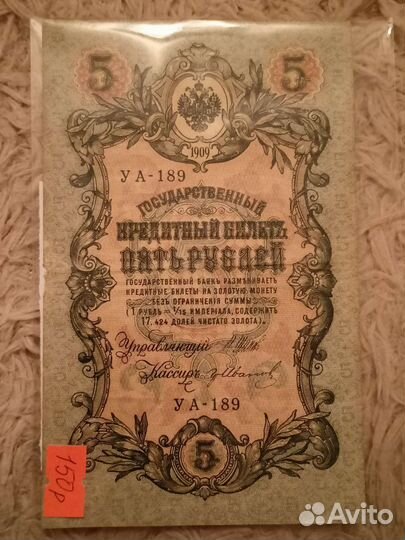 5 5
1909
УА-189
ГОСУДАРСТВЕННЫЙ
КРЕДИТНЫЙ БИЛЕТЪ
ПЯТЬ РУБЛЕЙ
ГОСУДАРСТВЕННЫЙ БАНКЪ РАЗМѢНИВАЕТЪ
КРЕДИТНЫЕ БИЛЕТЫ НА ЗОЛОТУЮ МОНЕТУ
БЕЗЪ ОГРАНИЧЕНІЯ СУММЫ
(1 РУБЛЬ = 1/15 ИМПЕРІАЛА, СОДЕРЖИТЪ
17,424 ДОЛЕЙ ЧИСТАГО ЗОЛОТА).
Управляющій
Кассиръ
УА-189
5
150р
Avito